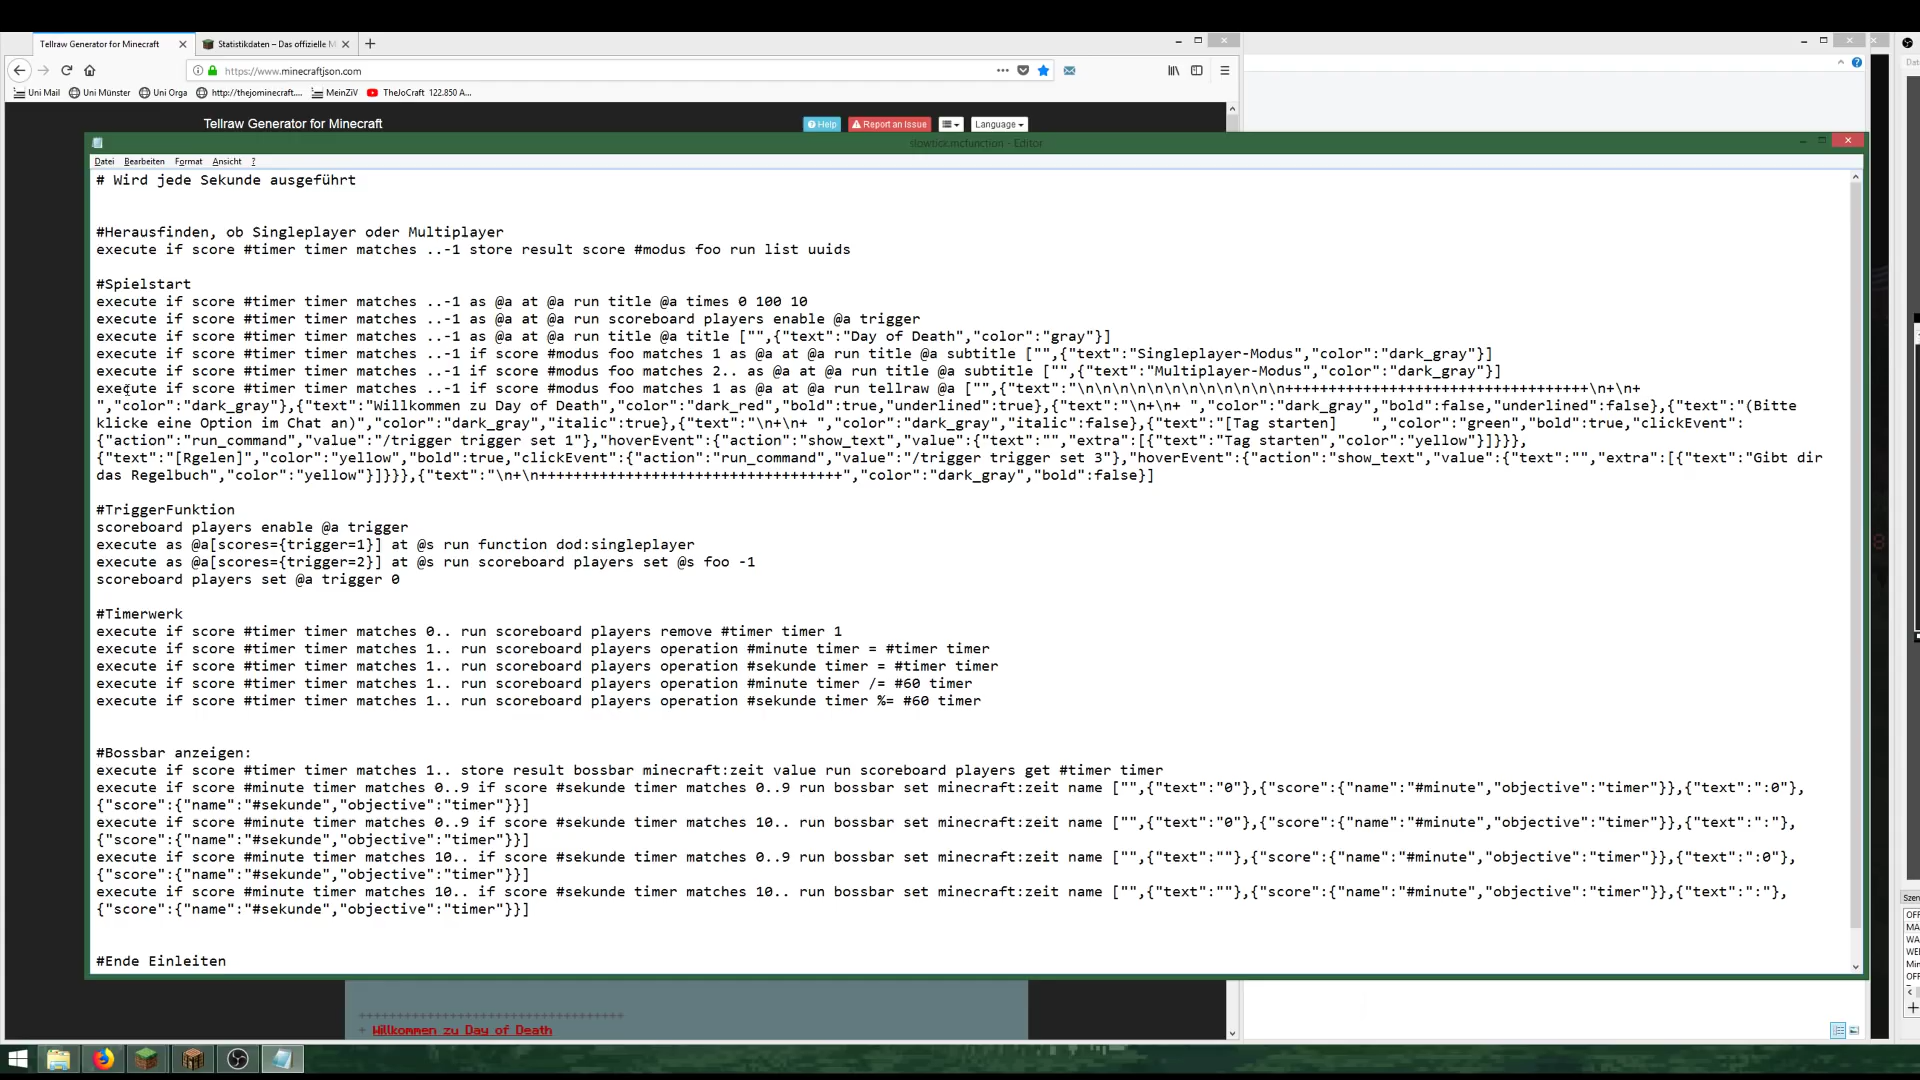 Tellraw Generator for Minecraft
Statistikdaten – Das offizielle M
https://www.minecraftjson.com
Uni Mail
Uni Münster
Uni Orga
http://thejominecraft....
MeinZiV
TheJoCraft 122.850 A...
Tellraw Generator for Minecraft
Help
Report an Issue
Language
slowtick.mcfunction - Editor
Datei Bearbeiten Format Ansicht ?
# Wird jede Sekunde ausgeführt
#Herausfinden, ob Singleplayer oder Multiplayer
execute if score #timer timer matches ..-1 store result score #modus foo run list uuids
#Spielstart
execute if score #timer timer matches ..-1 as @a at @a run title @a times 0 100 10
execute if score #timer timer matches ..-1 as @a at @a run scoreboard players enable @a trigger
execute if score #timer timer matches ..-1 as @a at @a run title @a title ["",{"text":"Day of Death","color":"gray"}]
execute if score #timer timer matches ..-1 if score #modus foo matches 1 as @a at @a run title @a subtitle ["",{"text":"Singleplayer-Modus","color":"dark_gray"}]
execute if score #timer timer matches ..-1 if score #modus foo matches 2.. as @a at @a run title @a subtitle ["",{"text":"Multiplayer-Modus","color":"dark_gray"}]
execute if score #timer timer matches ..-1 if score #modus foo matches 1 as @a at @a run tellraw @a ["",{"text":"\n\n\n\n\n\n\n\n\n\n\n\n+++++++++++++++++++++++++++++++++++\n+\n+
","color":"dark_gray"},{"text":"Willkommen zu Day of Death","color":"dark_red","bold":true,"underlined":true},{"text":"\n+\n+ ","color":"dark_gray","bold":false,"underlined":false},{"text":"(Bitte
klicke eine Option im Chat an)","color":"dark_gray","italic":true},{"text":"\n+\n+ ","color":"dark_gray","italic":false},{"text":"[Tag starten]    ","color":"green","bold":true,"clickEvent":
{"action":"run_command","value":"/trigger trigger set 1"},"hoverEvent":{"action":"show_text","value":{"text":"","extra":[{"text":"Tag starten","color":"yellow"}]}}},
{"text":"[Rgelen]","color":"yellow","bold":true,"clickEvent":{"action":"run_command","value":"/trigger trigger set 3"},"hoverEvent":{"action":"show_text","value":{"text":"","extra":[{"text":"Gibt dir
das Regelbuch","color":"yellow"}]}}},{"text":"\n+\n+++++++++++++++++++++++++++++++++++","color":"dark_gray","bold":false}]
#TriggerFunktion
scoreboard players enable @a trigger
execute as @a[scores={trigger=1}] at @s run function dod:singleplayer
execute as @a[scores={trigger=2}] at @s run scoreboard players set @s foo -1
scoreboard players set @a trigger 0
#Timerwerk
execute if score #timer timer matches 0.. run scoreboard players remove #timer timer 1
execute if score #timer timer matches 1.. run scoreboard players operation #minute timer = #timer timer
execute if score #timer timer matches 1.. run scoreboard players operation #sekunde timer = #timer timer
execute if score #timer timer matches 1.. run scoreboard players operation #minute timer /= #60 timer
execute if score #timer timer matches 1.. run scoreboard players operation #sekunde timer %= #60 timer
#Bossbar anzeigen:
execute if score #timer timer matches 1.. store result bossbar minecraft:zeit value run scoreboard players get #timer timer
execute if score #minute timer matches 0..9 if score #sekunde timer matches 0..9 run bossbar set minecraft:zeit name ["",{"text":"0"},{"score":{"name":"#minute","objective":"timer"}},{"text":":0"},
{"score":{"name":"#sekunde","objective":"timer"}}]
execute if score #minute timer matches 0..9 if score #sekunde timer matches 10.. run bossbar set minecraft:zeit name ["",{"text":"0"},{"score":{"name":"#minute","objective":"timer"}},{"text":":"},
{"score":{"name":"#sekunde","objective":"timer"}}]
execute if score #minute timer matches 10.. if score #sekunde timer matches 0..9 run bossbar set minecraft:zeit name ["",{"text":""},{"score":{"name":"#minute","objective":"timer"}},{"text":":0"},
{"score":{"name":"#sekunde","objective":"timer"}}]
execute if score #minute timer matches 10.. if score #sekunde timer matches 10.. run bossbar set minecraft:zeit name ["",{"text":""},{"score":{"name":"#minute","objective":"timer"}},{"text":":"},
{"score":{"name":"#sekunde","objective":"timer"}}]
#Ende Einleiten
+++++++++++++++++++++++++++++++++++
+ Willkommen zu Day of Death
Dat
Szen
OFF
MA
WA
WEI
Min
OFF